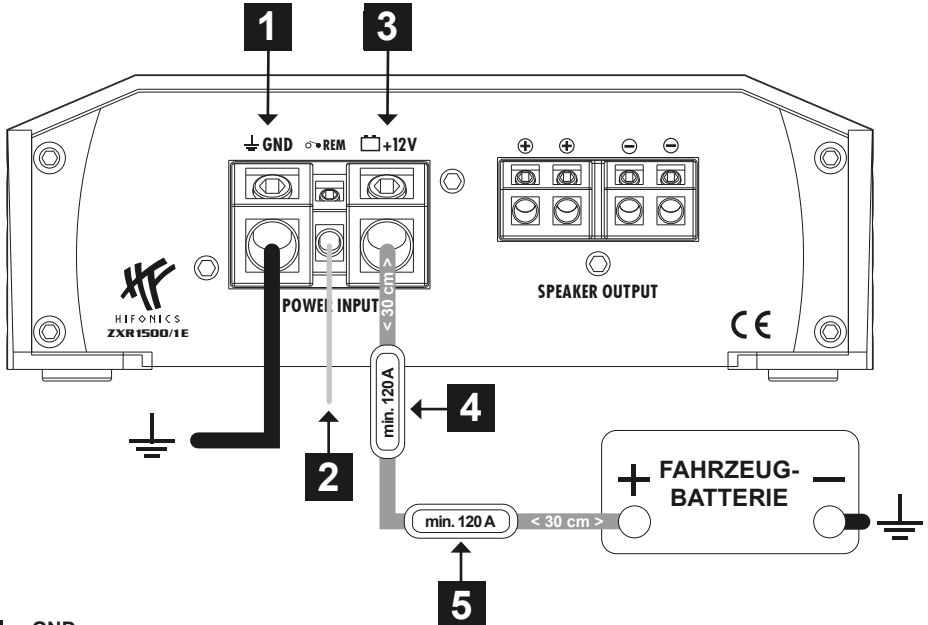 1
3
GND
REM
+12V
POWER INPUT
SPEAKER OUTPUT
HIFONICS
ZXR1500/1E
CE
< 30 cm >
min. 120 A
4
2
FAHRZEUG-
BATTERIE
+
–
min. 120 A
< 30 cm >
5
GND